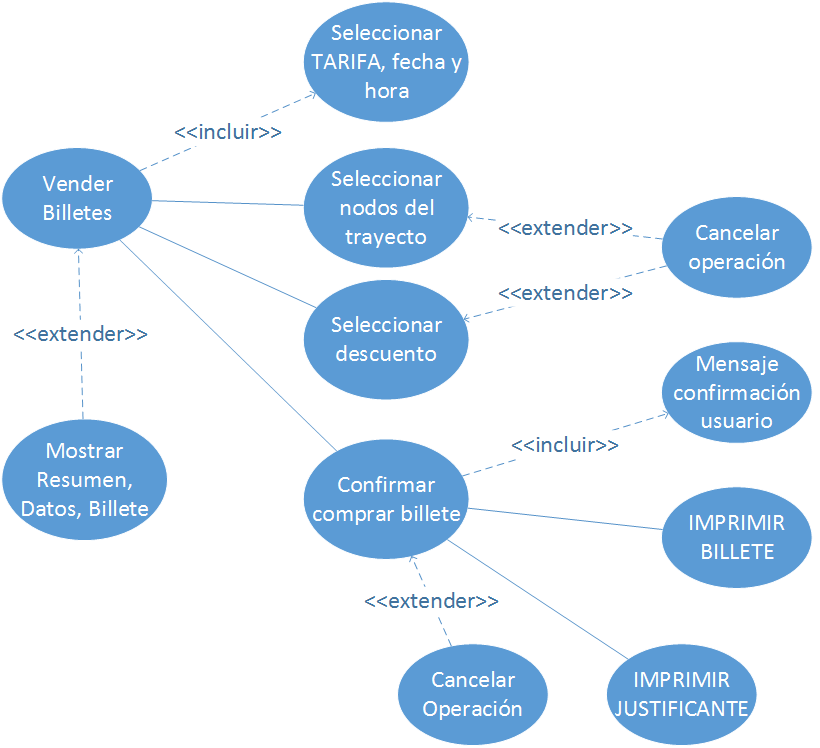 Seleccionar
TARIFA, fecha y
hora
<<incluir>>
Vender
Billetes
Seleccionar
nodos del
trayecto
<<extender>>
Cancelar
operación
<<extender>>
Seleccionar
descuento
<<extender>>
Mensaje
confirmación
usuario
<<incluir>>
Mostrar
Resumen,
Datos, Billete
Confirmar
comprar billete
IMPRIMIR
BILLETE
<<extender>>
Cancelar
Operación
IMPRIMIR
JUSTIFICANTE